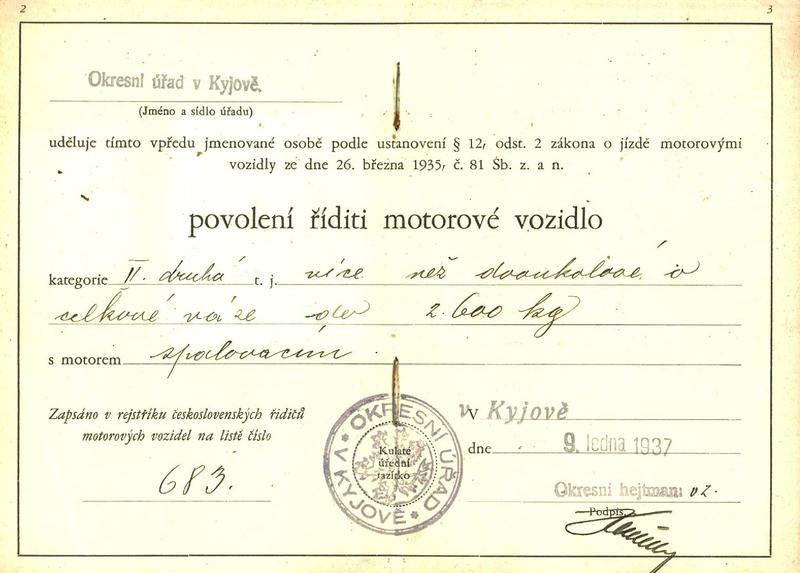 2
3
Okresní úřad v Kyjově.
(Jméno a sídlo úřadu)
uděluje tímto vpředu jmenované osobě podle ustanovení § 12, odst. 2 zákona o jízdě motorovými
vozidly ze dne 26. března 1935, č. 81 Sb. z. a n.
povolení říditi motorové vozidlo
kategorie II. druhá t. j. více než dvoukolové o
celkové váze do 2.600 kg
s motorem spalovacím
Zapsáno v rejstříku československých řidičů
motorových vozidel na listě číslo
683.
OKRESNÍ ÚŘAD
V KYJOVĚ
Kulaté
úřední
razítko
V Kyjově
dne 9. ledna 1937
Okresní hejtman: vz.
Podpis.